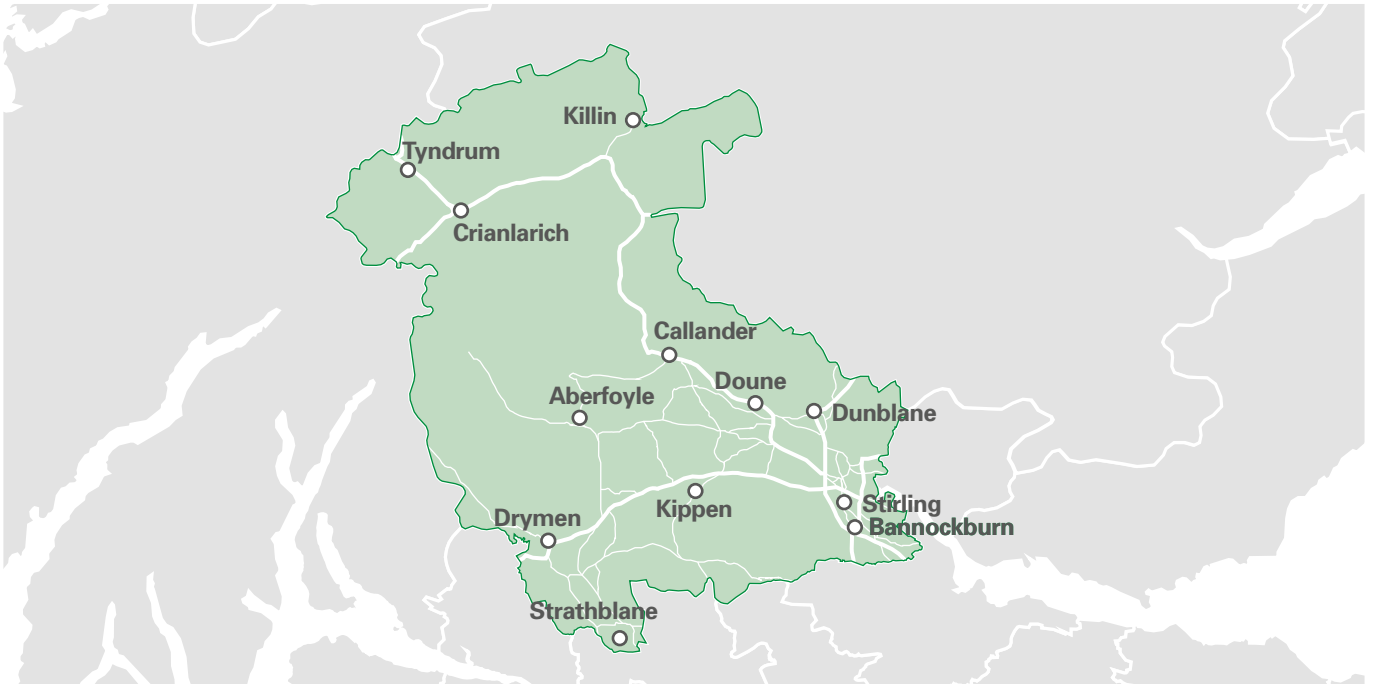 Killin
Tyndrum
Crianlarich
Callander
Doune
Aberfoyle
Dunblane
Stirling
Kippen
Drymen
Bannockburn
Strathblane